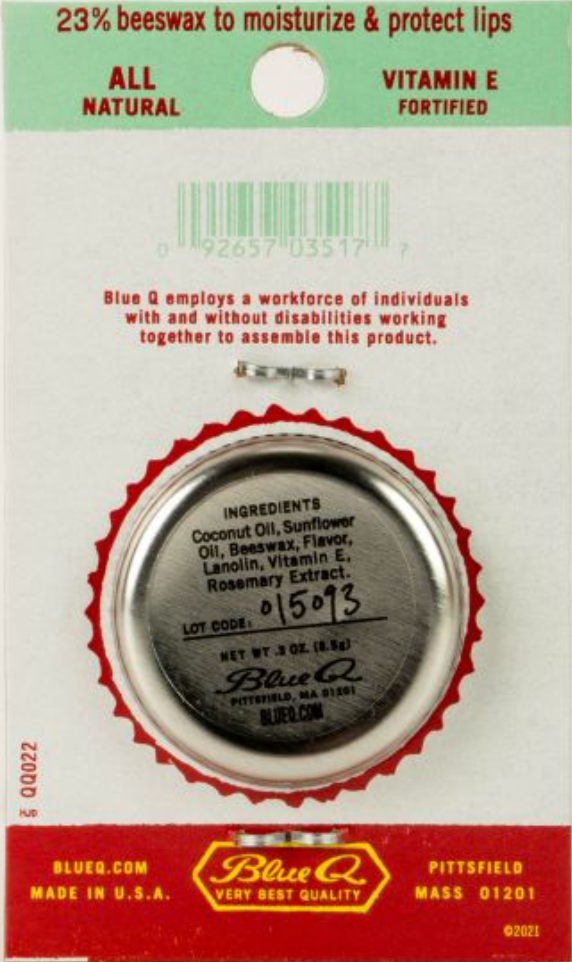 23% beeswax to moisturize & protect lips
ALL
NATURAL
VITAMIN E
FORTIFIED
0 92657 03517 7
Blue Q employs a workforce of individuals
with and without disabilities working
together to assemble this product.
INGREDIENTS
Coconut Oil, Sunflower
Oil, Beeswax, Flavor,
Lanolin, Vitamin E,
Rosemary Extract.
LOT CODE: 015093
NET WT .3 OZ. (8.5g)
Blue Q
PITTSFIELD, MA 01201
BLUEQ.COM
QQ022
HJD
BLUEQ.COM
MADE IN U.S.A.
Blue Q
VERY BEST QUALITY
PITTSFIELD
MASS 01201
©2021